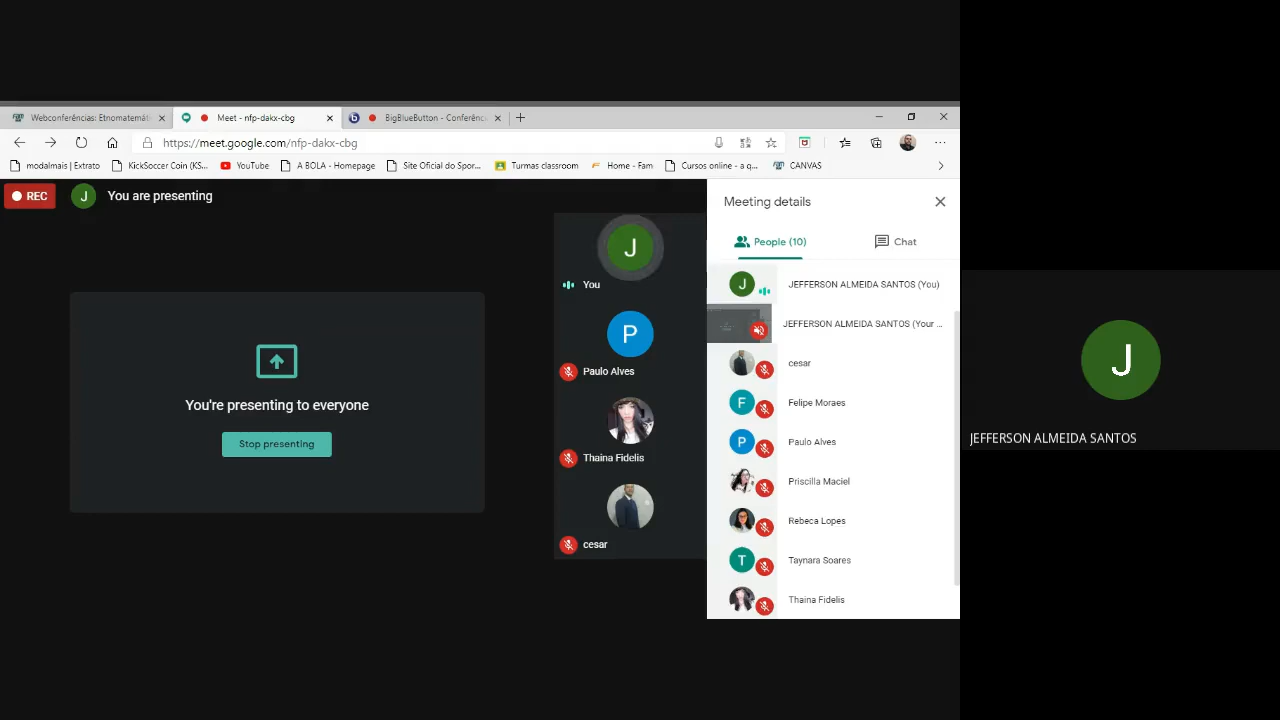 Webconferências: Etnomatemáti
Meet - nfp-dakx-cbg
BigBlueButton - Conferênci
https://meet.google.com/nfp-dakx-cbg
modalmais | Extrato
KickSoccer Coin (KS...
YouTube
A BOLA - Homepage
Site Oficial do Spor...
Turmas classroom
Home - Fam
Cursos online - a q...
CANVAS
REC
J
You are presenting
You're presenting to everyone
Stop presenting
J
You
P
Paulo Alves
Thaina Fidelis
cesar
Meeting details
People (10)
Chat
J
JEFFERSON ALMEIDA SANTOS (You)
JEFFERSON ALMEIDA SANTOS (Your ...
cesar
F
Felipe Moraes
P
Paulo Alves
Priscilla Maciel
Rebeca Lopes
T
Taynara Soares
Thaina Fidelis
J
JEFFERSON ALMEIDA SANTOS